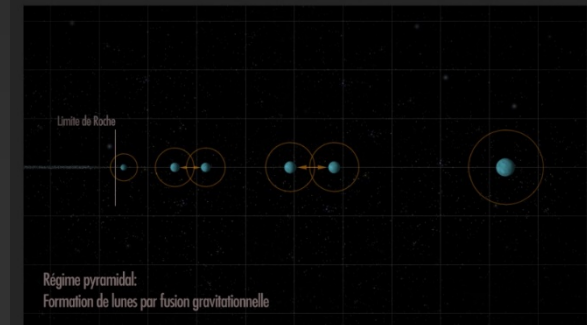 Limite de Roche
Régime pyramidal:
Formation de lunes par fusion gravitationnelle